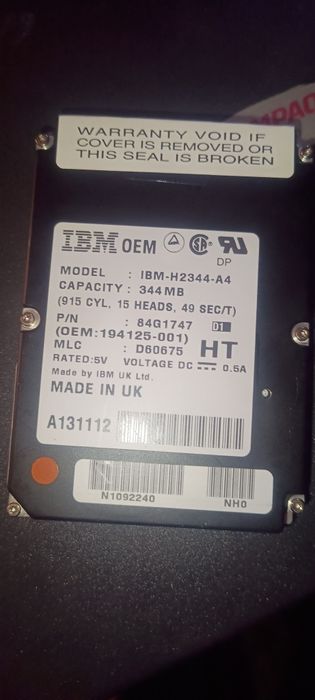 WARRANTY VOID IF
COVER IS REMOVED OR
THIS SEAL IS BROKEN
IBM OEM
DP
MODEL : IBM-H2344-A4
CAPACITY : 344MB
(915 CYL, 15 HEADS, 49 SEC/T)
P/N : 84G1747 01
(OEM:194125-001)
MLC : D60675 HT
RATED:5V VOLTAGE DC 0.5A
Made by IBM UK Ltd.
MADE IN UK
A131112
N1092240 NH0